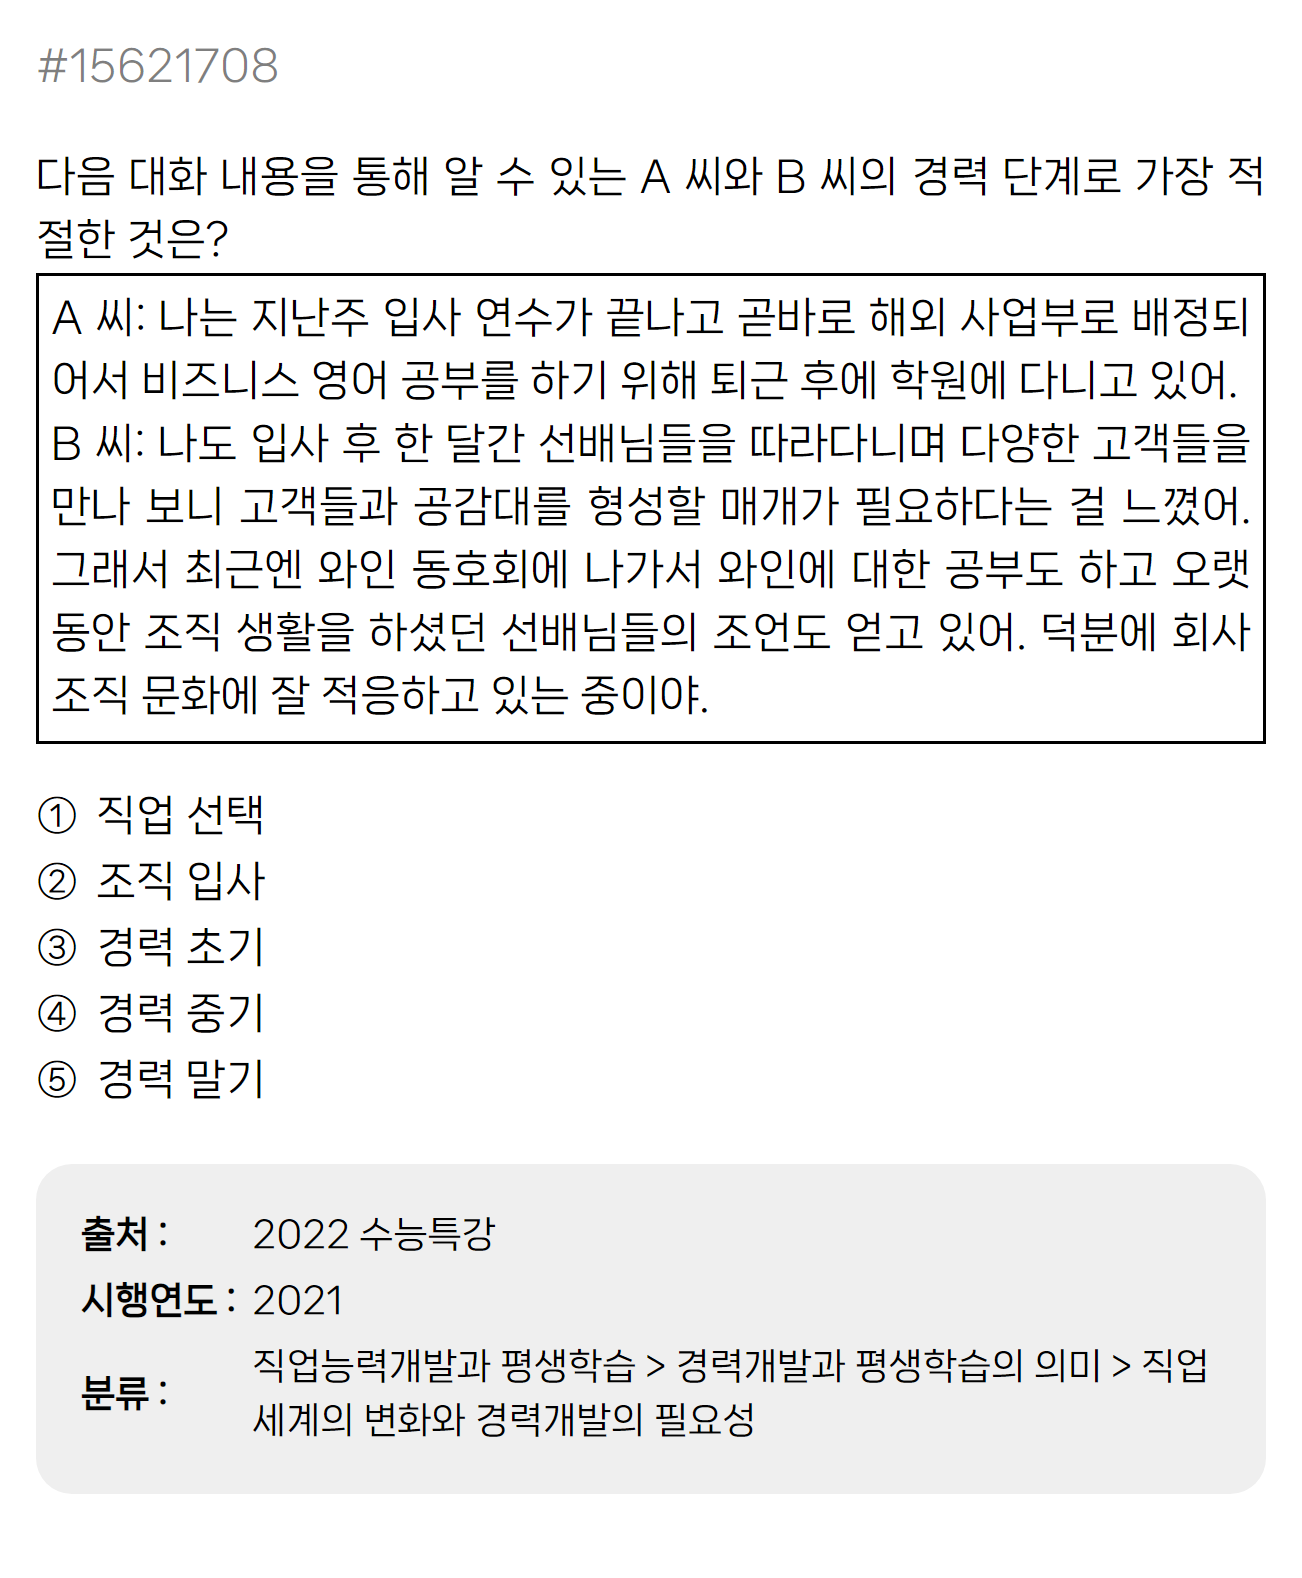 #15621708
다음 대화 내용을 통해 알 수 있는 A 씨와 B 씨의 경력 단계로 가장 적
절한 것은?
A 씨: 나는 지난주 입사 연수가 끝나고 곧바로 해외 사업부로 배정되
어서 비즈니스 영어 공부를 하기 위해 퇴근 후에 학원에 다니고 있어.
B 씨: 나도 입사 후 한 달간 선배님들을 따라다니며 다양한 고객들을
만나 보니 고객들과 공감대를 형성할 매개가 필요하다는 걸 느꼈어.
그래서 최근엔 와인 동호회에 나가서 와인에 대한 공부도 하고 오랫
동안 조직 생활을 하셨던 선배님들의 조언도 얻고 있어. 덕분에 회사
조직 문화에 잘 적응하고 있는 중이야.
① 직업 선택
② 조직 입사
③ 경력 초기
④ 경력 중기
⑤ 경력 말기
출처 : 2022 수능특강
시행연도 : 2021
분류 : 직업능력개발과 평생학습 > 경력개발과 평생학습의 의미 > 직업
세계의 변화와 경력개발의 필요성